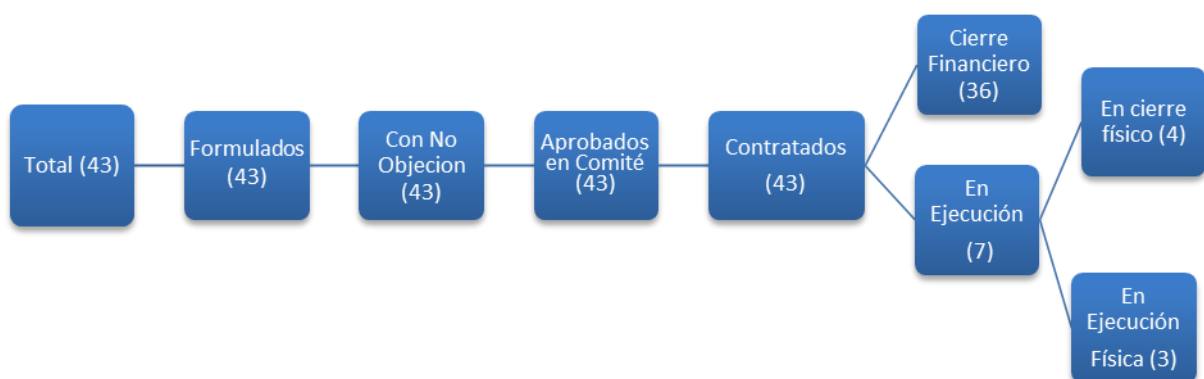 Total (43)
Formulados
(43)
Con No
Objecion
(43)
Aprobados
en Comité
(43)
Contratados
(43)
Cierre
Financiero
(36)
En
Ejecución
(7)
En cierre
físico (4)
En
Ejecución
Física (3)